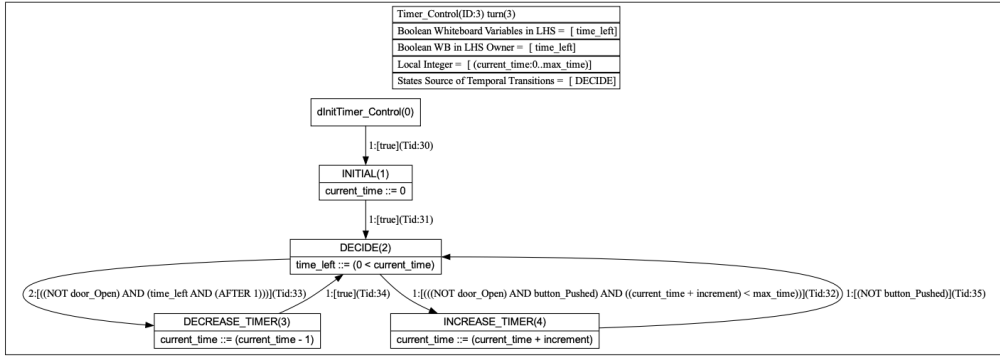 Timer_Control(ID:3) turn(3)
Boolean Whiteboard Variables in LHS =  [ time_left]
Boolean WB in LHS Owner =  [ time_left]
Local Integer =  [ (current_time:0..max_time)]
States Source of Temporal Transitions =  [ DECIDE]
dInitTimer_Control(0)
1:[true](Tid:30)
INITIAL(1)
current_time ::= 0
1:[true](Tid:31)
DECIDE(2)
time_left ::= (0 < current_time)
2:[((NOT door_Open) AND (time_left AND (AFTER 1)))](Tid:33)
1:[true](Tid:34)
1:[(((NOT door_Open) AND button_Pushed) AND ((current_time + increment) < max_time))](Tid:32)
1:[(NOT button_Pushed)](Tid:35)
DECREASE_TIMER(3)
current_time ::= (current_time - 1)
INCREASE_TIMER(4)
current_time ::= (current_time + increment)